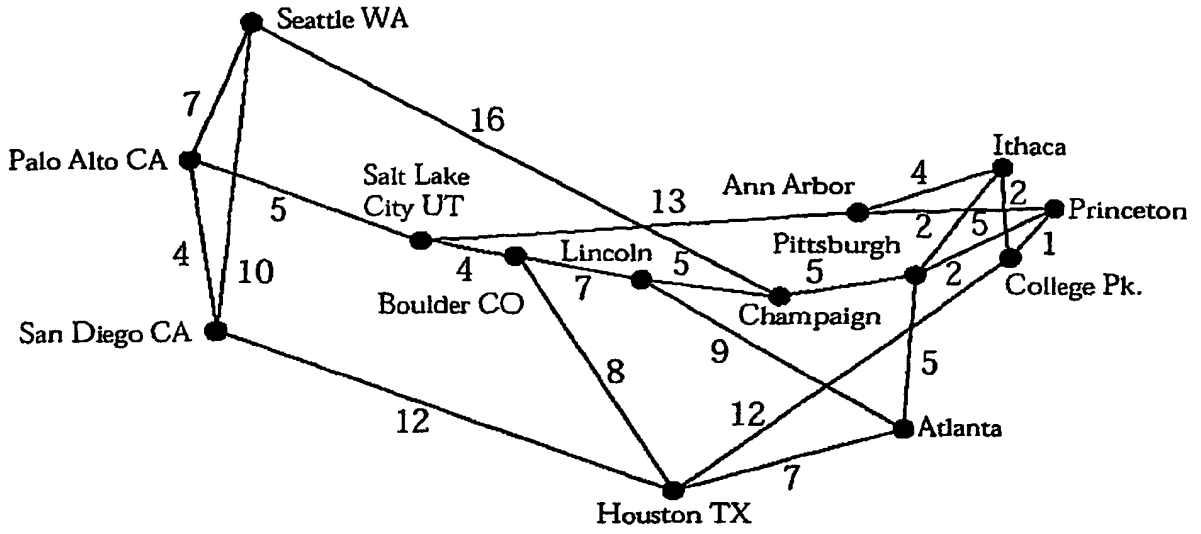 Seattle WA
7
16
Palo Alto CA
Ithaca
Salt Lake
City UT
Ann Arbor
4
2
5
13
Princeton
2
5
Pittsburgh
1
4
10
4
Lincoln
5
5
2
College Pk.
7
Boulder CO
Champaign
San Diego CA
9
8
5
12
12
Atlanta
7
Houston TX